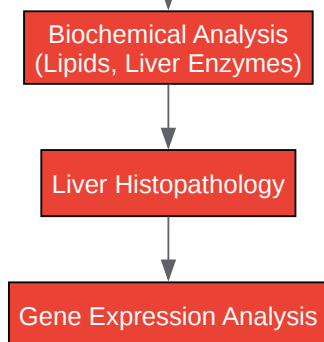 Biochemical Analysis
(Lipids, Liver Enzymes)
Liver Histopathology
Gene Expression Analysis